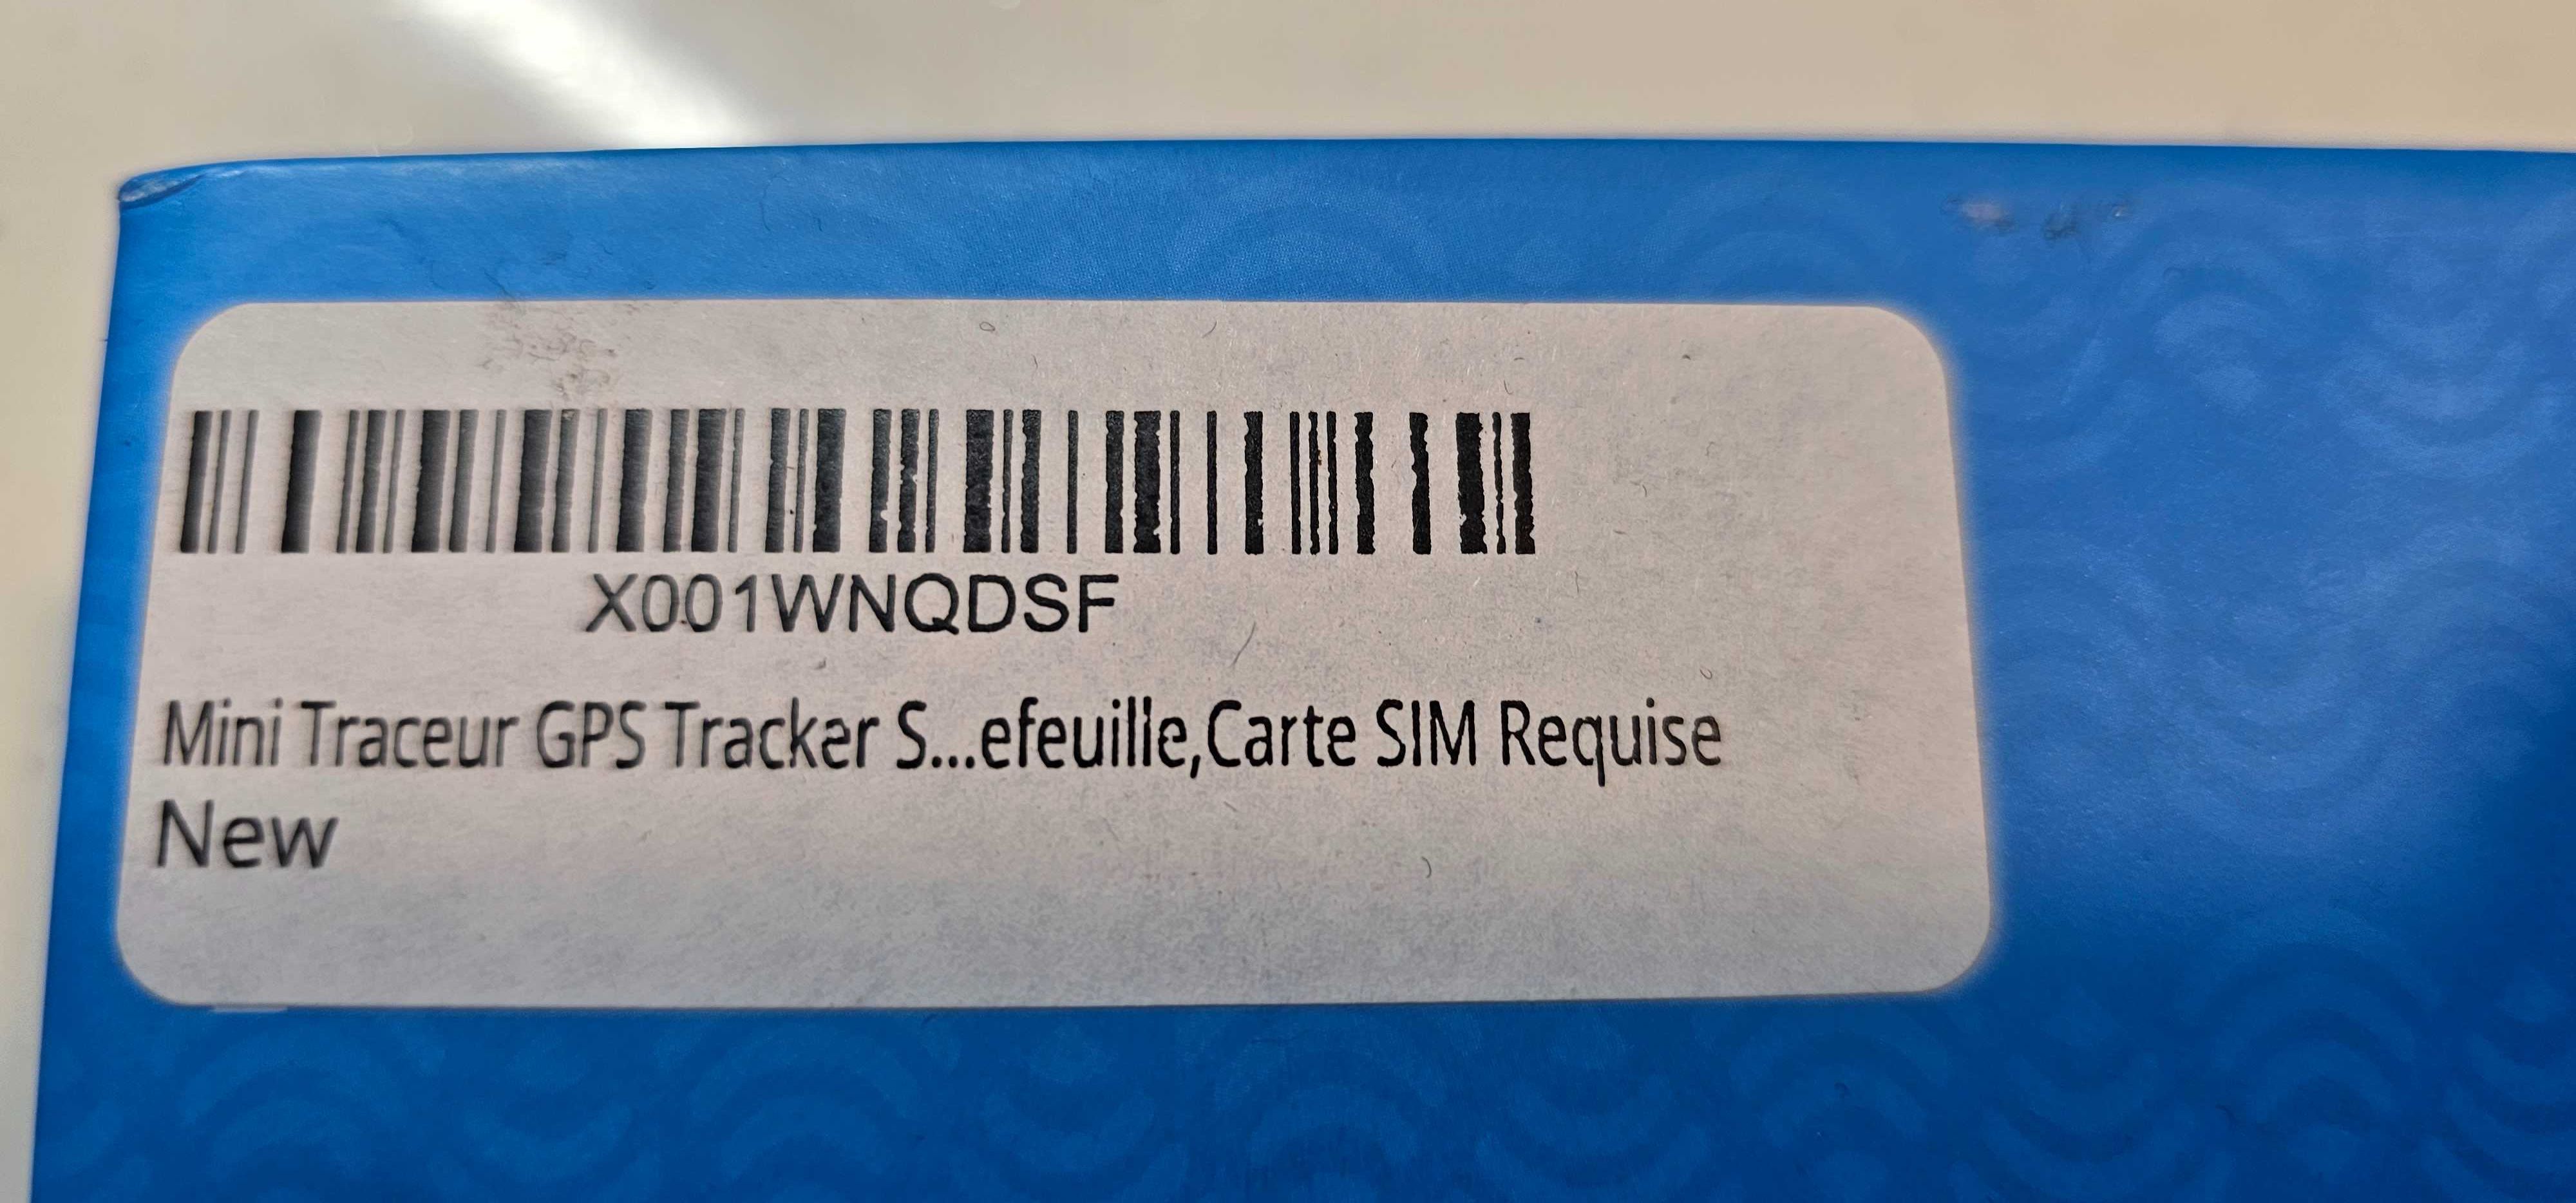 X001WNQDSF
Mini Traceur GPS Tracker S...efeuille,Carte SIM Requise
New